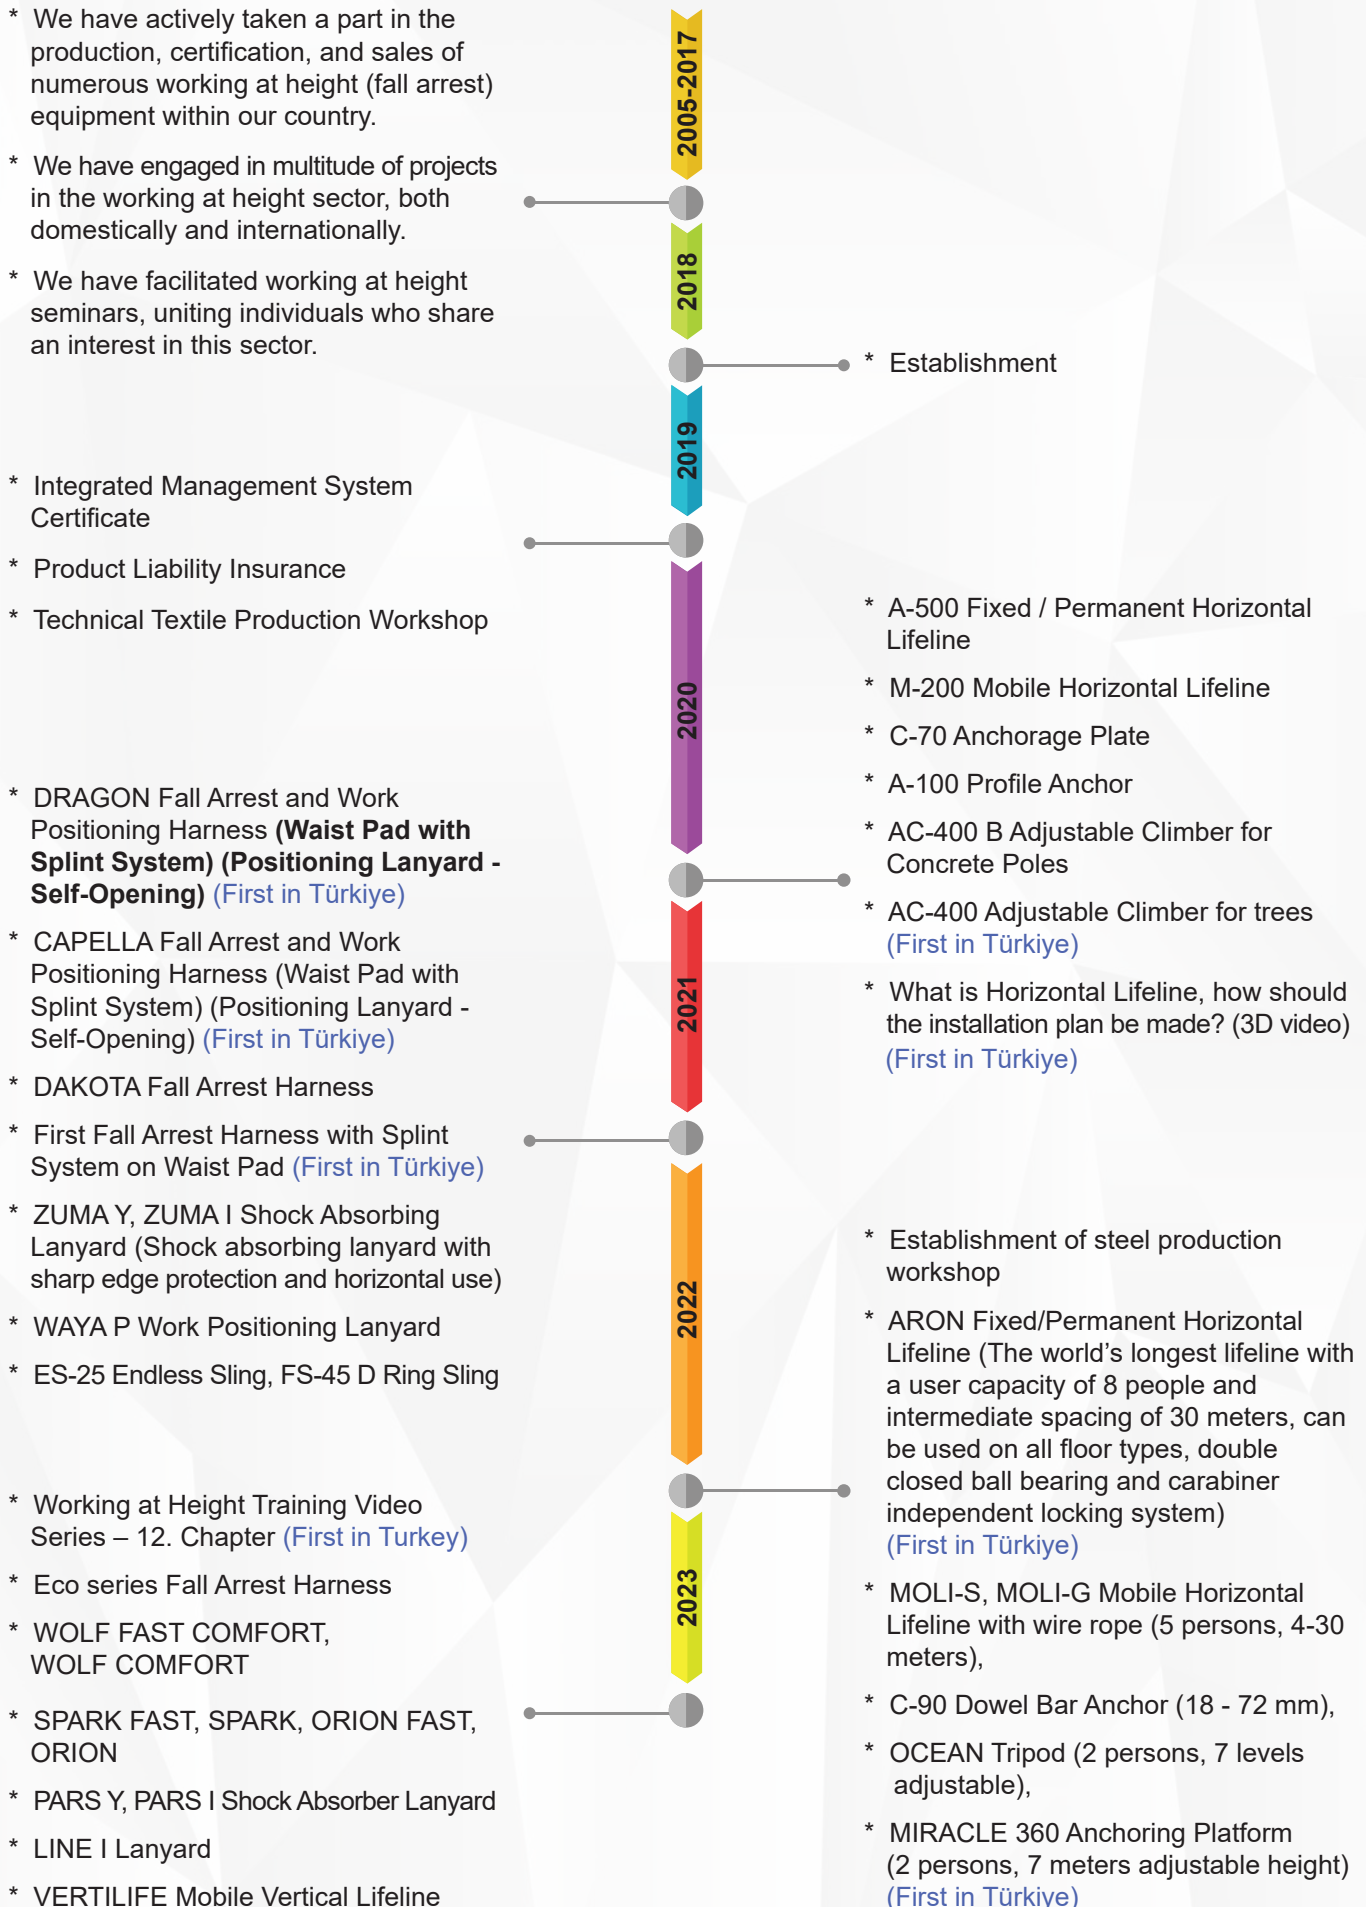 2005-2017
* We have actively taken a part in the
production, certification, and sales of
numerous working at height (fall arrest)
equipment within our country.
* We have engaged in multitude of projects
in the working at height sector, both
domestically and internationally.
* We have facilitated working at height
seminars, uniting individuals who share
an interest in this sector.
2018
* Establishment
2019
* Integrated Management System
Certificate
* Product Liability Insurance
* Technical Textile Production Workshop
2020
* A-500 Fixed / Permanent Horizontal
Lifeline
* M-200 Mobile Horizontal Lifeline
* C-70 Anchorage Plate
* A-100 Profile Anchor
* AC-400 B Adjustable Climber for
Concrete Poles
* AC-400 Adjustable Climber for trees
(First in Türkiye)
* What is Horizontal Lifeline, how should
the installation plan be made? (3D video)
(First in Türkiye)
2021
* DRAGON Fall Arrest and Work
Positioning Harness (Waist Pad with
Splint System) (Positioning Lanyard -
Self-Opening) (First in Türkiye)
* CAPELLA Fall Arrest and Work
Positioning Harness (Waist Pad with
Splint System) (Positioning Lanyard -
Self-Opening) (First in Türkiye)
* DAKOTA Fall Arrest Harness
* First Fall Arrest Harness with Splint
System on Waist Pad (First in Türkiye)
* ZUMA Y, ZUMA I Shock Absorbing
Lanyard (Shock absorbing lanyard with
sharp edge protection and horizontal use)
* WAYA P Work Positioning Lanyard
* ES-25 Endless Sling, FS-45 D Ring Sling
2022
* Establishment of steel production
workshop
* ARON Fixed/Permanent Horizontal
Lifeline (The world's longest lifeline with
a user capacity of 8 people and
intermediate spacing of 30 meters, can
be used on all floor types, double
closed ball bearing and carabiner
independent locking system)
(First in Türkiye)
* MOLI-S, MOLI-G Mobile Horizontal
Lifeline with wire rope (5 persons, 4-30
meters),
* C-90 Dowel Bar Anchor (18 - 72 mm),
* OCEAN Tripod (2 persons, 7 levels
adjustable),
* MIRACLE 360 Anchoring Platform
(2 persons, 7 meters adjustable height)
(First in Türkiye)
2023
* Working at Height Training Video
Series – 12. Chapter (First in Turkey)
* Eco series Fall Arrest Harness
* WOLF FAST COMFORT,
WOLF COMFORT
* SPARK FAST, SPARK, ORION FAST,
ORION
* PARS Y, PARS I Shock Absorber Lanyard
* LINE I Lanyard
* VERTILIFE Mobile Vertical Lifeline